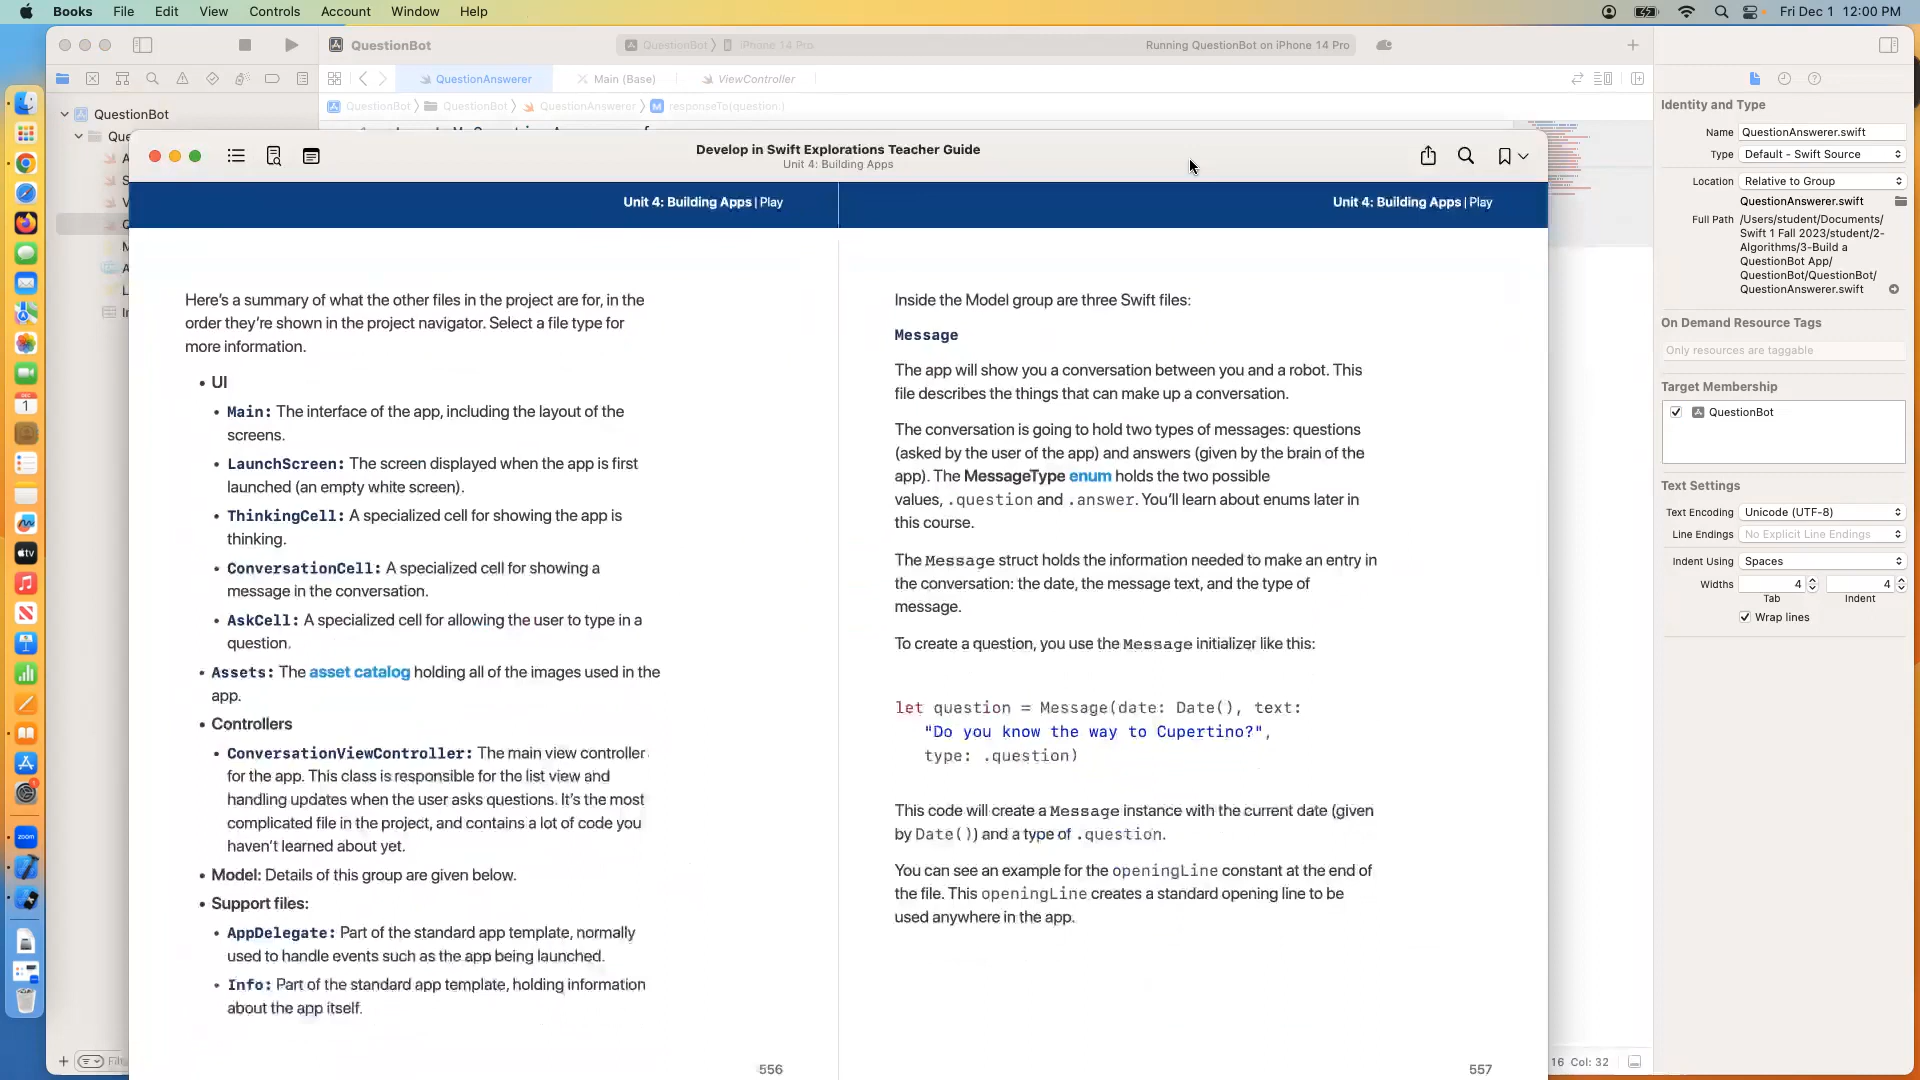 Books File Edit View Controls Account Window Help
Fri Dec 1 12:00 PM
QuestionBot
QuestionBot iPhone 14 Pro
Running QuestionBot on iPhone 14 Pro
QuestionAnswerer
Main (Base)
ViewController
QuestionBot QuestionBot QuestionAnswerer M responseTo(question:)
QuestionBot
Develop in Swift Explorations Teacher Guide
Unit 4: Building Apps
Unit 4: Building Apps | Play
Here's a summary of what the other files in the project are for, in the
order they're shown in the project navigator. Select a file type for
more information.
• UI
• Main: The interface of the app, including the layout of the
screens.
• LaunchScreen: The screen displayed when the app is first
launched (an empty white screen).
• ThinkingCell: A specialized cell for showing the app is
thinking.
• ConversationCell: A specialized cell for showing a
message in the conversation.
• AskCell: A specialized cell for allowing the user to type in a
question.
• Assets: The asset catalog holding all of the images used in the
app.
• Controllers
• ConversationViewController: The main view controller
for the app. This class is responsible for the list view and
handling updates when the user asks questions. It's the most
complicated file in the project, and contains a lot of code you
haven't learned about yet.
• Model: Details of this group are given below.
• Support files:
• AppDelegate: Part of the standard app template, normally
used to handle events such as the app being launched.
• Info: Part of the standard app template, holding information
about the app itself.
556
Unit 4: Building Apps | Play
Inside the Model group are three Swift files:
Message
The app will show you a conversation between you and a robot. This
file describes the things that can make up a conversation.
The conversation is going to hold two types of messages: questions
(asked by the user of the app) and answers (given by the brain of the
app). The MessageType enum holds the two possible
values, .question and .answer. You'll learn about enums later in
this course.
The Message struct holds the information needed to make an entry in
the conversation: the date, the message text, and the type of
message.
To create a question, you use the Message initializer like this:
let question = Message(date: Date(), text:
"Do you know the way to Cupertino?",
type: .question)
This code will create a Message instance with the current date (given
by Date()) and a type of .question.
You can see an example for the openingLine constant at the end of
the file. This openingLine creates a standard opening line to be
used anywhere in the app.
557
Identity and Type
Name QuestionAnswerer.swift
Type Default - Swift Source
Location Relative to Group
QuestionAnswerer.swift
Full Path /Users/student/Documents/
Swift 1 Fall 2023/student/2-
Algorithms/3-Build a
QuestionBot App/
QuestionBot/QuestionBot/
QuestionAnswerer.swift
On Demand Resource Tags
Only resources are taggable
Target Membership
QuestionBot
Text Settings
Text Encoding Unicode (UTF-8)
Line Endings No Explicit Line Endings
Indent Using Spaces
Widths 4 4
Tab Indent
Wrap lines
16 Col: 32
zoom
tv